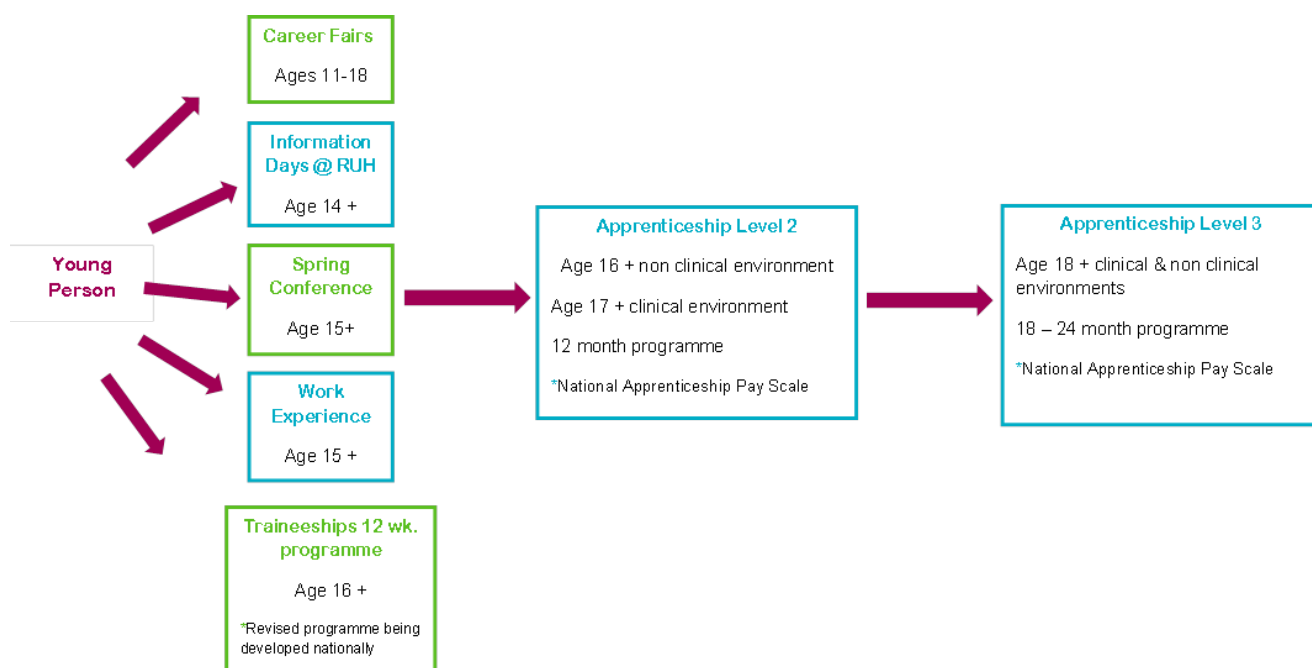 Career Fairs
Ages 11-18
Information
Days @ RUH
Age 14 +
Young
Person
Spring
Conference
Age 15+
Work
Experience
Age 15 +
Traineeships 12 wk.
programme
Age 16 +
*Revised programme being
developed nationally
Apprenticeship Level 2
Age 16 + non clinical environment
Age 17 + clinical environment
12 month programme
*National Apprenticeship Pay Scale
Apprenticeship Level 3
Age 18 + clinical & non clinical
environments
18 – 24 month programme
*National Apprenticeship Pay Scale